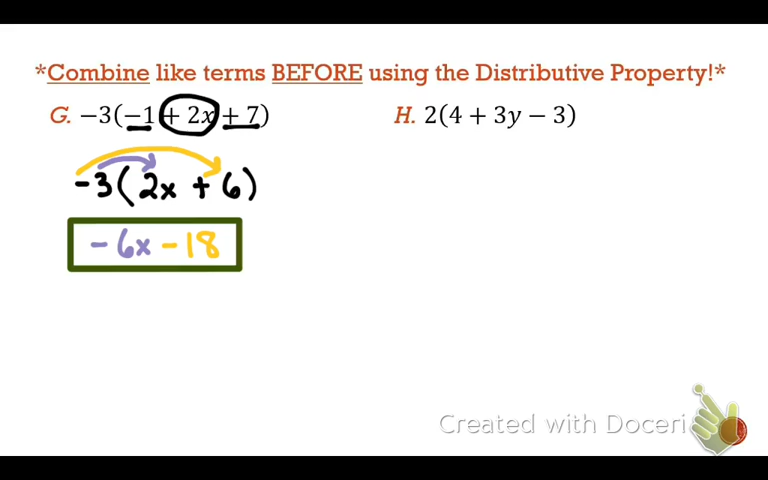 *Combine like terms BEFORE using the Distributive Property!*
G. −3(−1 + 2x + 7)
H. 2(4 + 3y − 3)
-3(2x + 6)
-6x -18
Created with Doceri